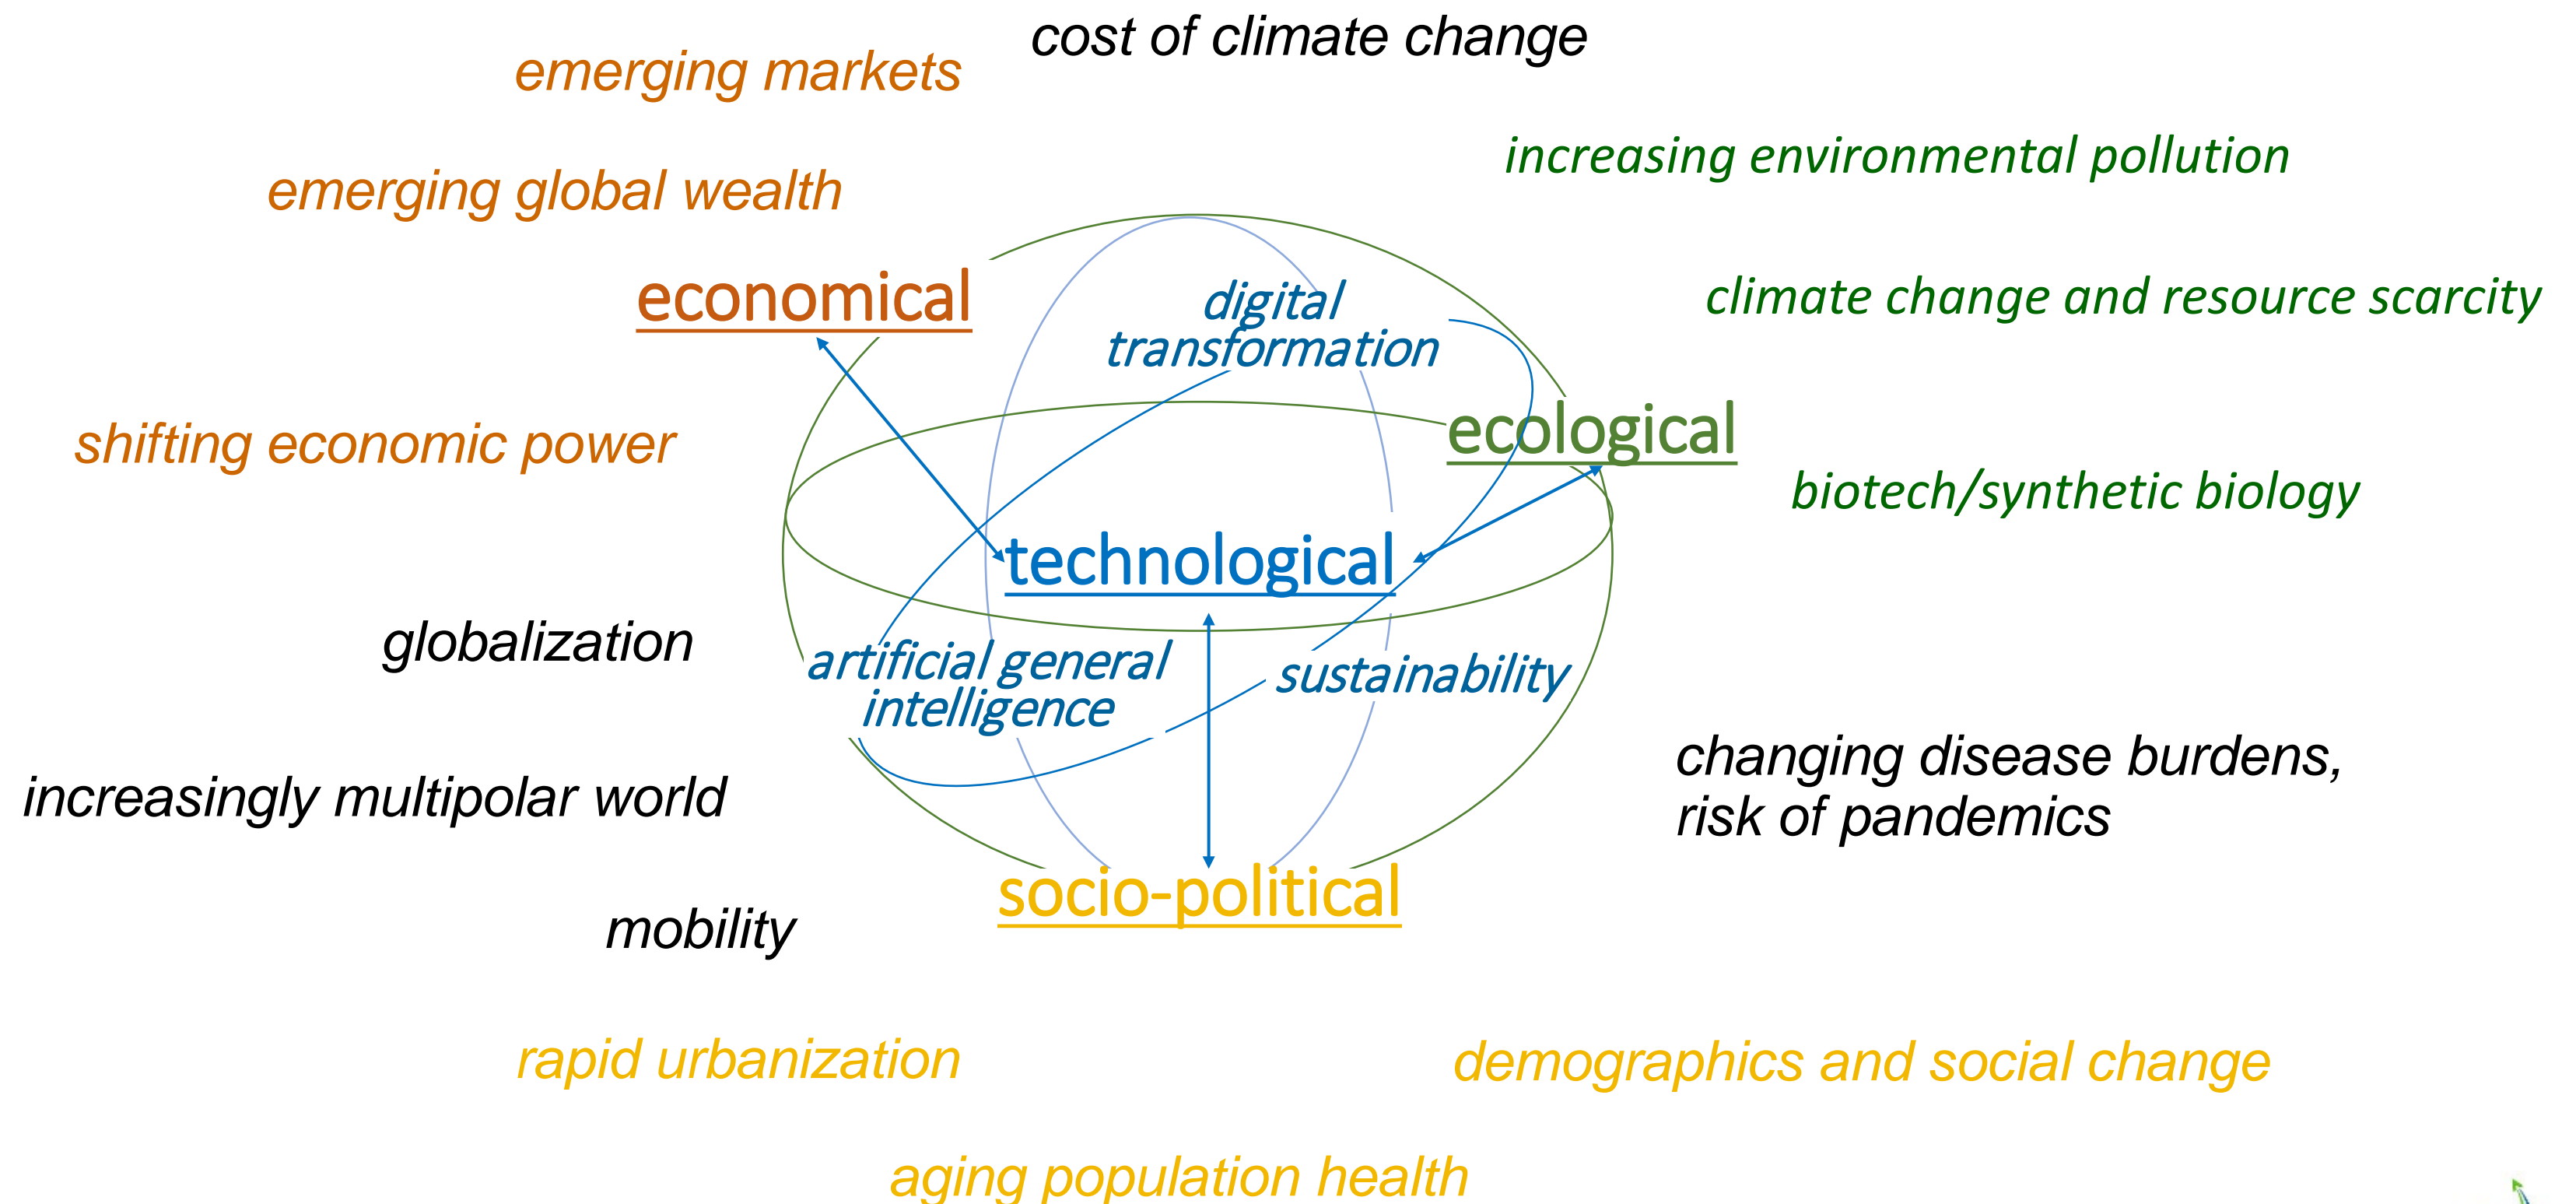 cost of climate change
emerging markets
increasing environmental pollution
emerging global wealth
economical
digital
transformation
climate change and resource scarcity
shifting economic power
ecological
biotech/synthetic biology
technological
globalization
artificial general
intelligence
sustainability
increasingly multipolar world
changing disease burdens,
risk of pandemics
socio-political
mobility
rapid urbanization
demographics and social change
aging population health